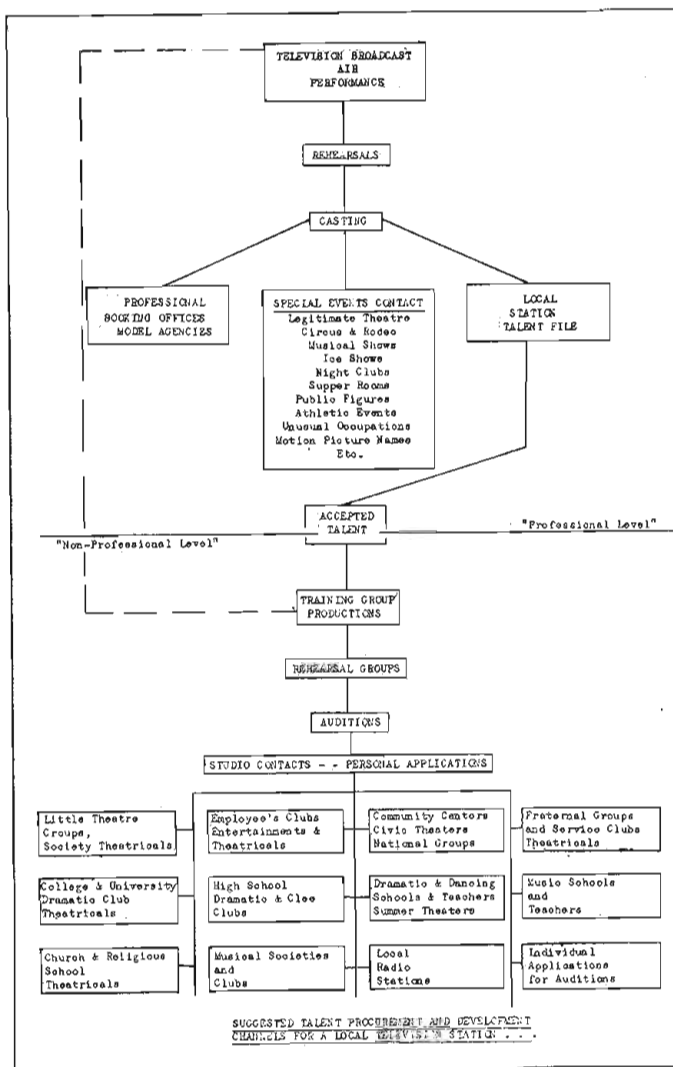 TELEVISION BROADCAST
AIR
PERFORMANCE
REHEARSALS
CASTING
PROFESSIONAL
BOOKING OFFICES
MODEL AGENCIES
SPECIAL EVENTS CONTACT
Legitimate Theatre
Circus & Rodeo
Musical Shows
Ice Shows
Night Clubs
Supper Rooms
Public Figures
Athletic Events
Unusual Occupations
Motion Picture Names
Etc.
LOCAL
STATION
TALENT FILE
ACCEPTED
TALENT
"Professional Level"
"Non-Professional Level"
TRAINING GROUP
PRODUCTIONS
REHEARSAL GROUPS
AUDITIONS
STUDIO CONTACTS - - PERSONAL APPLICATIONS
Little Theatre
Groups,
Society Theatricals
Employee's Clubs
Entertainments &
Theatricals
Community Centers
Civic Theaters
National Groups
Fraternal Groups
and Service Clubs
Theatricals
College & University
Dramatic Club
Theatricals
High School
Dramatic & Glee
Clubs
Dramatic & Dancing
Schools & Teachers
Summer Theaters
Music Schools
and
Teachers
Church & Religious
School
Theatricals
Musical Societies
and
Clubs
Local
Radio
Stations
Individual
Applications
for Auditions
SUGGESTED TALENT PROCUREMENT AND DEVELOPMENT
CHANNELS FOR A LOCAL TELEVISION STATION . . .